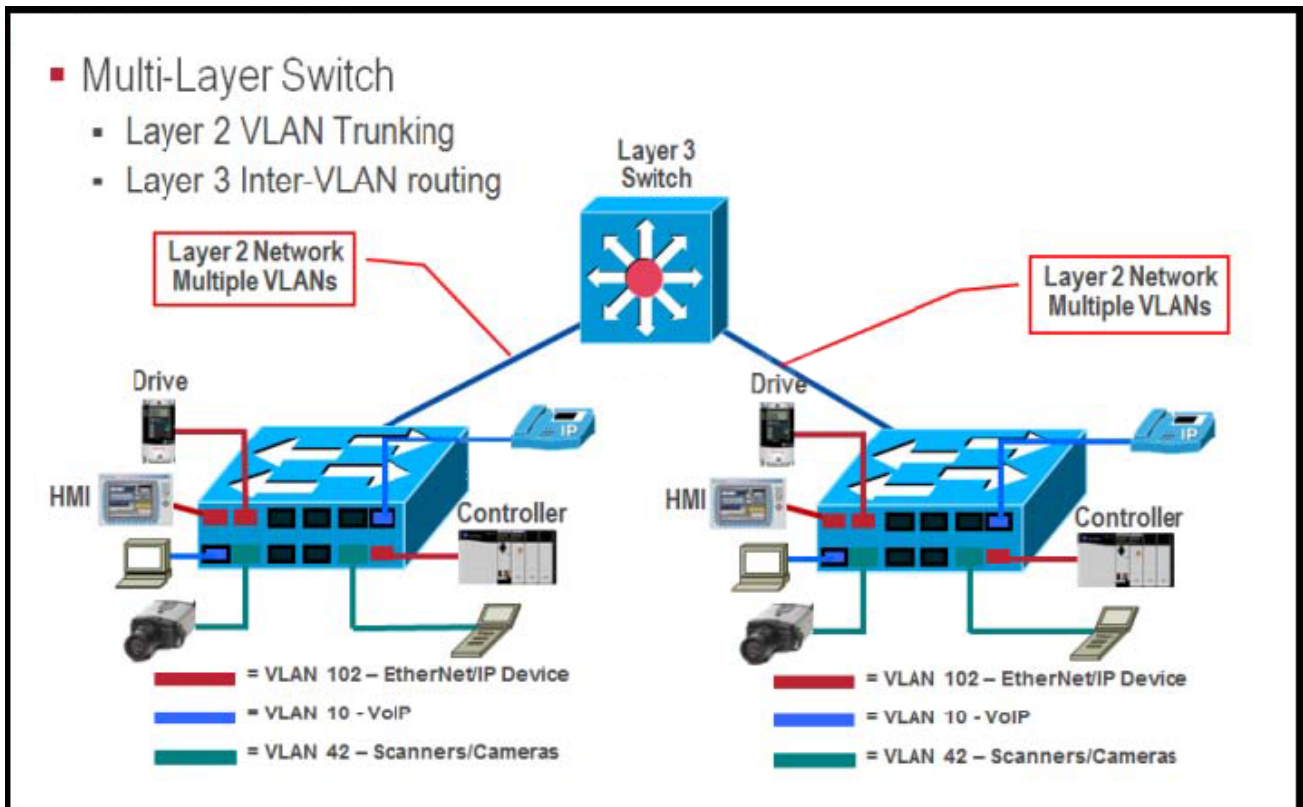 Multi-Layer Switch
Layer 2 VLAN Trunking
Layer 3 Inter-VLAN routing
Layer 3
Switch
Layer 2 Network
Multiple VLANs
Layer 2 Network
Multiple VLANs
Drive
IP
HMI
Controller
Drive
IP
HMI
Controller
= VLAN 102 – EtherNet/IP Device
= VLAN 10 - VoIP
= VLAN 42 – Scanners/Cameras
= VLAN 102 – EtherNet/IP Device
= VLAN 10 - VoIP
= VLAN 42 – Scanners/Cameras